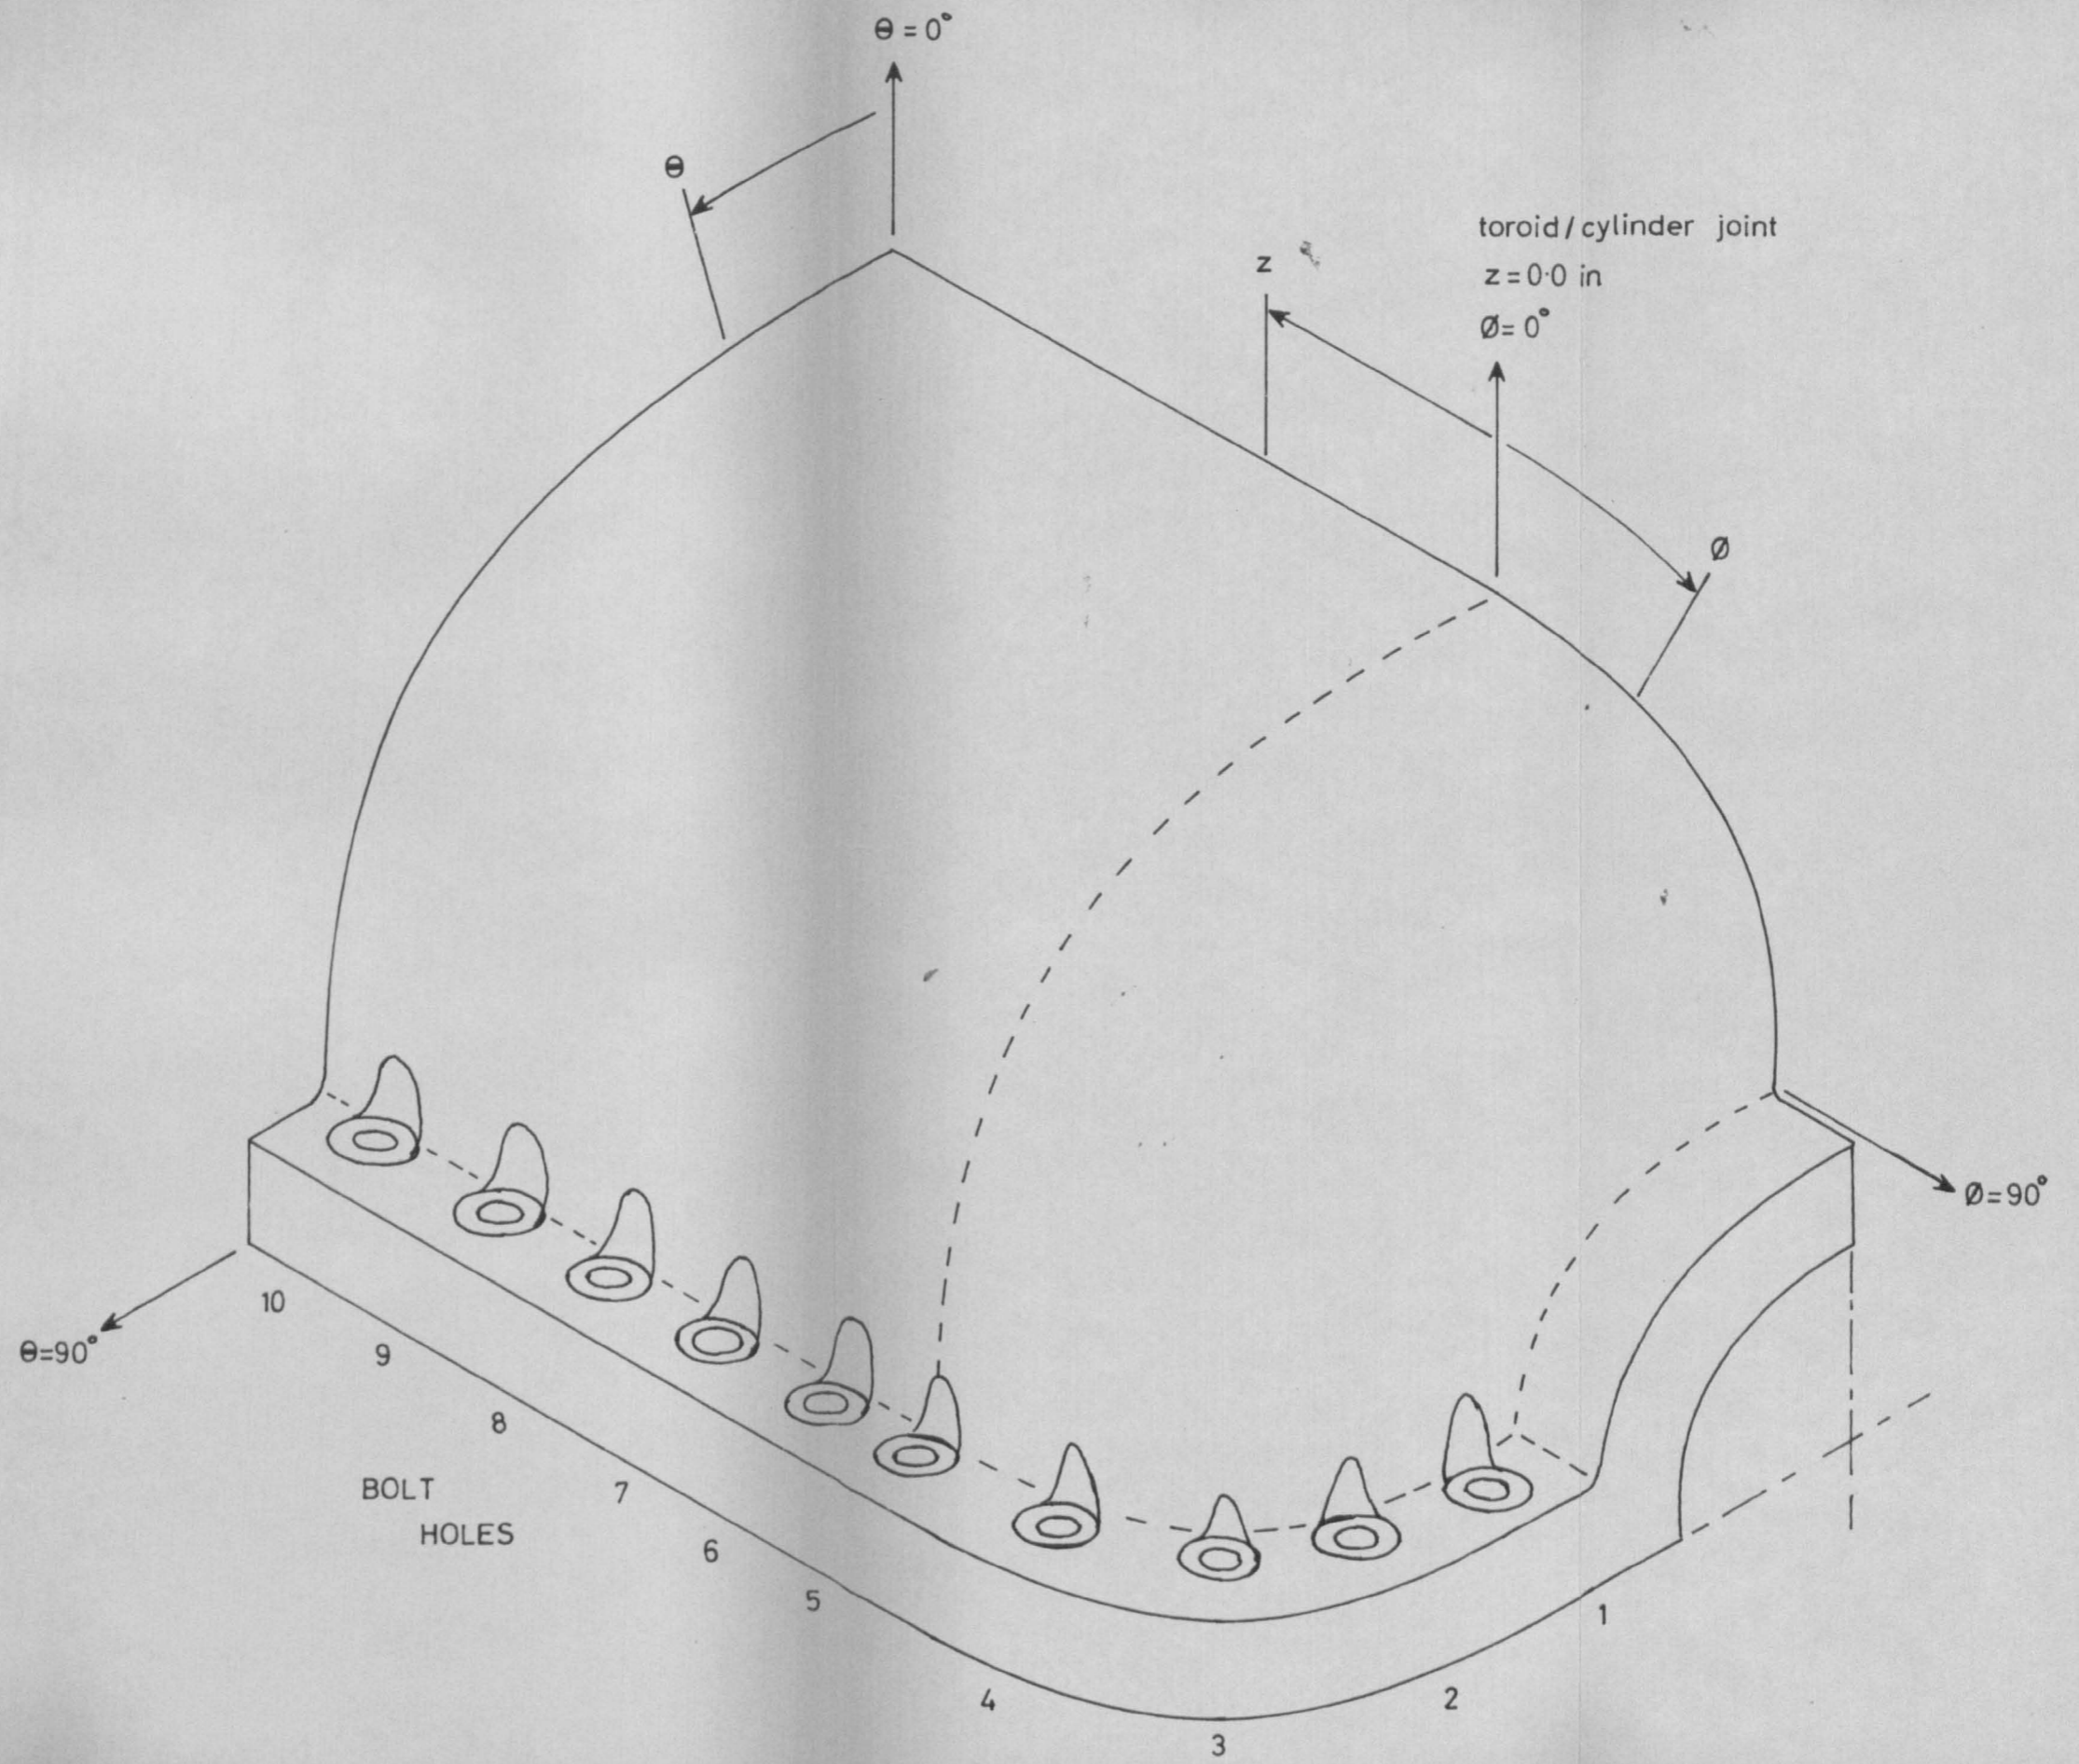 Θ = 0°
Θ
toroid / cylinder joint
z
z = 0·0 in
Ø = 0°
Ø
Ø = 90°
10
Θ = 90°
9
8
BOLT
7
HOLES
6
5
1
4
2
3